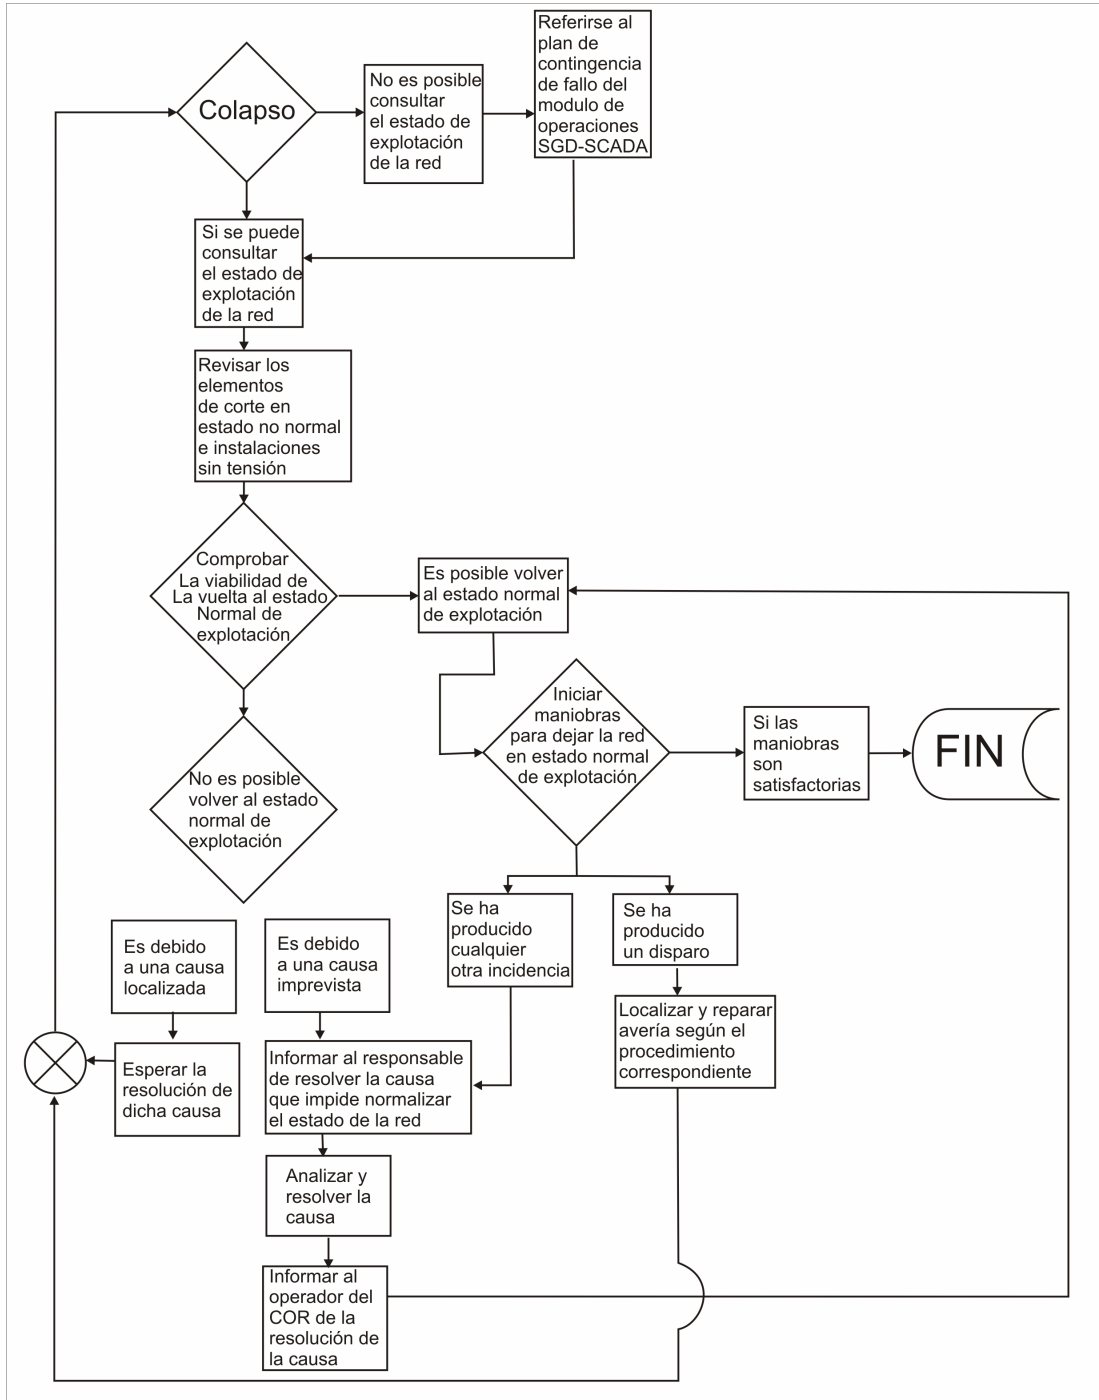 Colapso
No es posible
consultar
el estado de
explotación
de la red
Referirse al
plan de
contingencia
de fallo del
modulo de
operaciones
SGD-SCADA
Si se puede
consultar
el estado de
explotación
de la red
Revisar los
elementos
de corte en
estado no normal
e instalaciones
sin tensión
Comprobar
La viabilidad de
La vuelta al estado
Normal de
explotación
Es posible volver
al estado normal
de explotación
No es posible
volver al estado
normal de
explotación
Iniciar
maniobras
para dejar la red
en estado normal
de explotación
Si las
maniobras
son
satisfactorias
FIN
Se ha
producido
cualquier
otra incidencia
Se ha
producido
un disparo
Es debido
a una causa
localizada
Es debido
a una causa
imprevista
Localizar y reparar
avería según el
procedimiento
correspondiente
Esperar la
resolución de
dicha causa
Informar al responsable
de resolver la causa
que impide normalizar
el estado de la red
Analizar y
resolver la
causa
Informar al
operador del
COR de la
resolución de
la causa